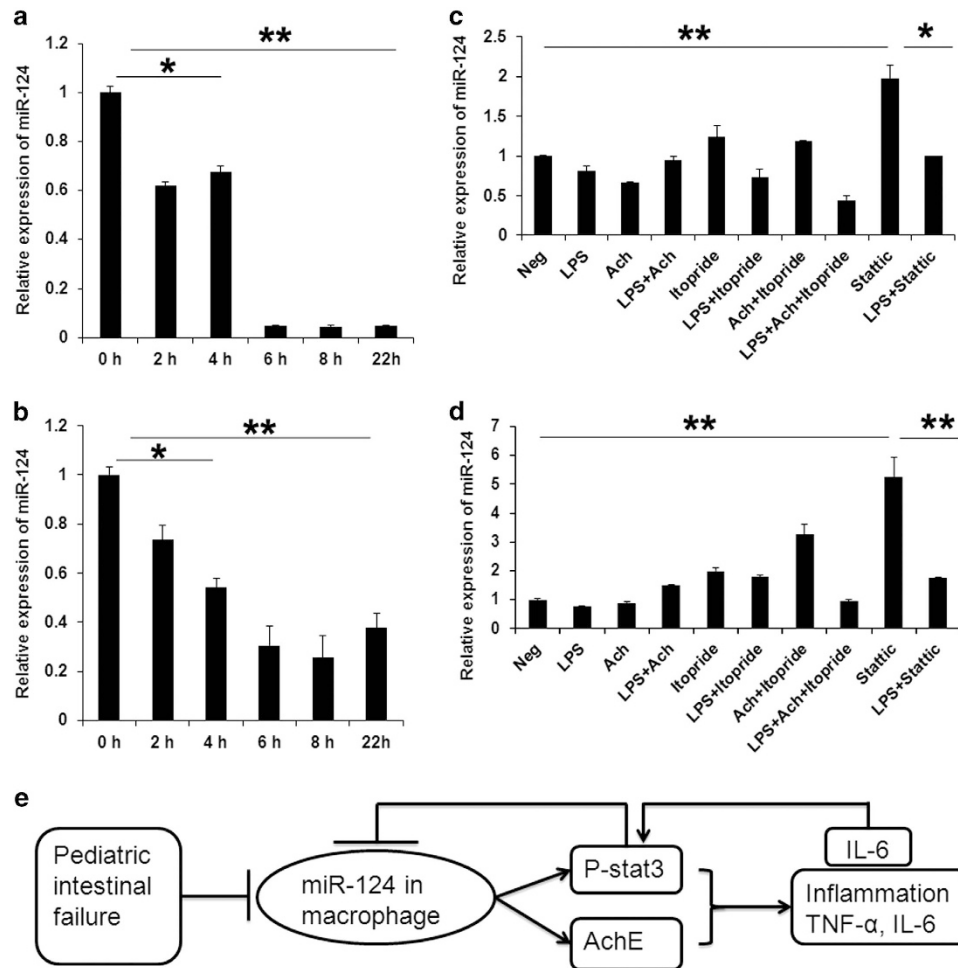 a
Relative expression of miR-124
1.2
1
0.8
0.6
0.4
0.2
0
*
**
0 h 2 h 4 h 6 h 8 h 22h
b
Relative expression of miR-124
1.2
1
0.8
0.6
0.4
0.2
0
*
**
0 h 2 h 4 h 6 h 8 h 22h
c
Relative expression of miR-124
2.5
2
1.5
1
0.5
0
**
*
Neg
LPS
Ach
LPS+Ach
Itopride
LPS+Itopride
Ach+Itopride
LPS+Ach+Itopride
Stattic
LPS+Stattic
d
Relative expression of miR-124
7
6
5
4
3
2
1
0
**
**
Neg
LPS
Ach
LPS+Ach
Itopride
LPS+Itopride
Ach+Itopride
LPS+Ach+Itopride
Stattic
LPS+Stattic
e
Pediatric
intestinal
failure
miR-124 in
macrophage
P-stat3
AchE
IL-6
Inflammation
TNF-α, IL-6